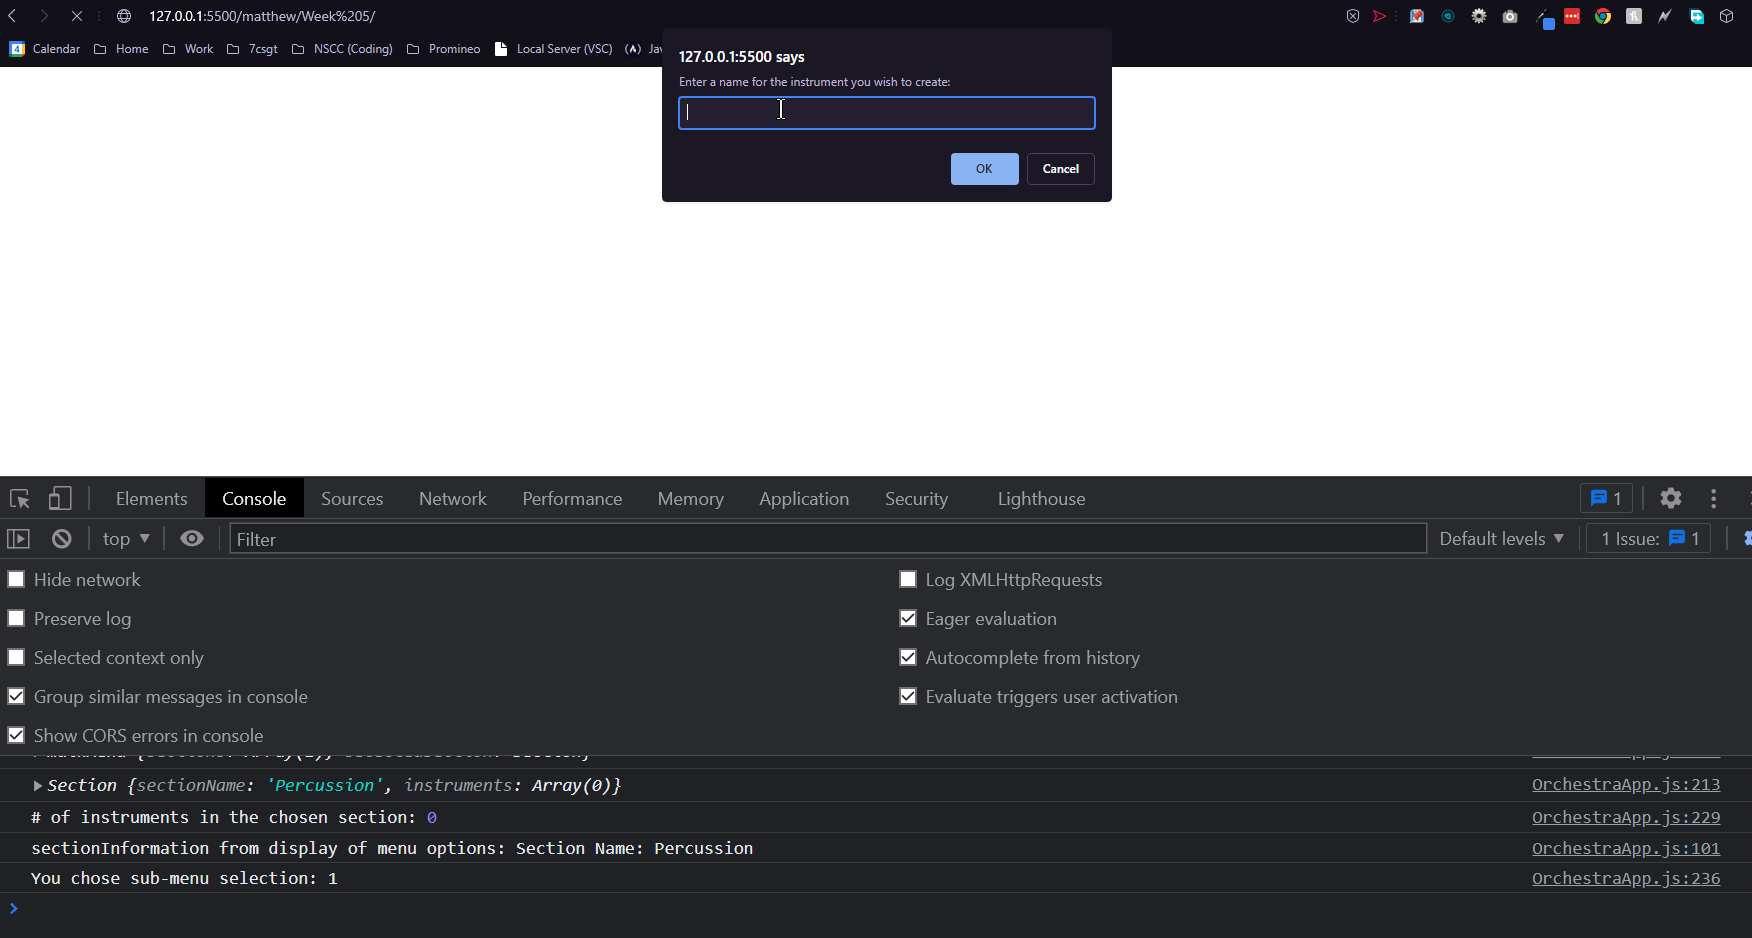 127.0.0.1:5500/matthew/Week%205/
4 Calendar Home Work 7csgt NSCC (Coding) Promineo Local Server (VSC) (∧) Jav
127.0.0.1:5500 says
Enter a name for the instrument you wish to create:
OK Cancel
Elements Console Sources Network Performance Memory Application Security Lighthouse 1
top ▼ Filter Default levels ▼ 1 Issue: 1
Hide network Log XMLHttpRequests
Preserve log Eager evaluation
Selected context only Autocomplete from history
Group similar messages in console Evaluate triggers user activation
Show CORS errors in console
▶Section {sectionName: 'Percussion', instruments: Array(0)} OrchestraApp.js:213
# of instruments in the chosen section: 0 OrchestraApp.js:229
sectionInformation from display of menu options: Section Name: Percussion OrchestraApp.js:101
You chose sub-menu selection: 1 OrchestraApp.js:236
>